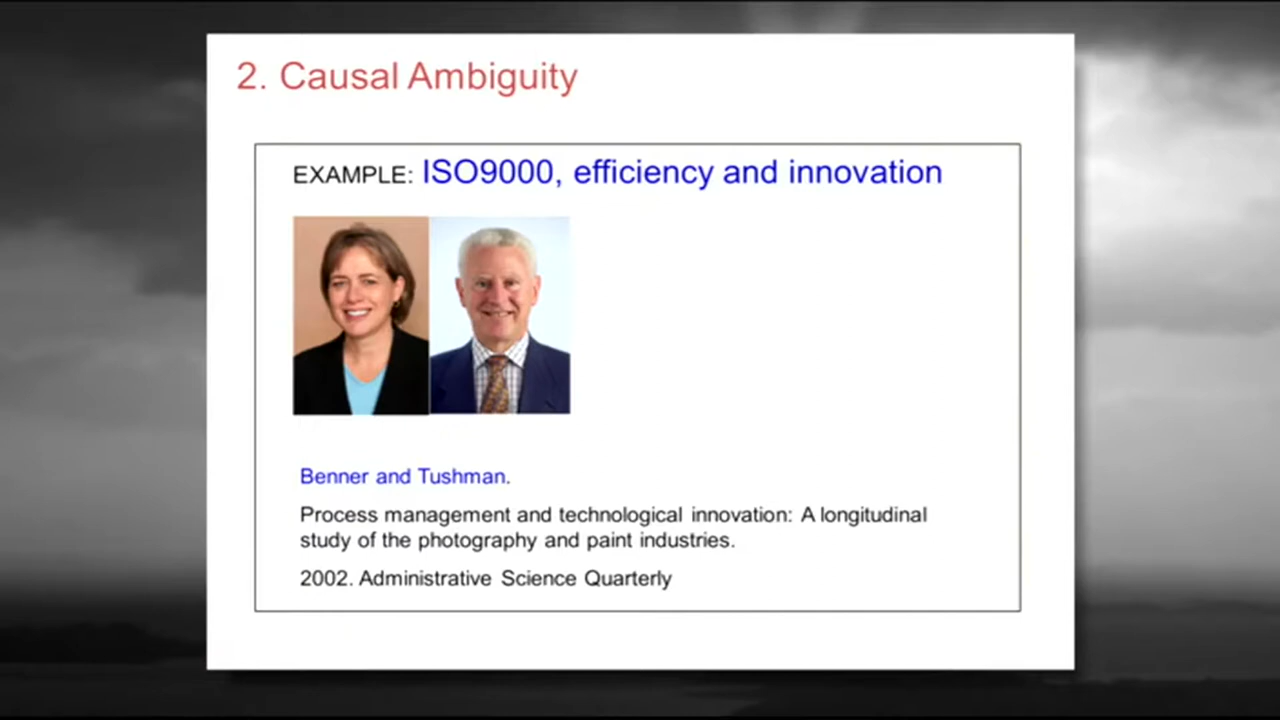 2. Causal Ambiguity
EXAMPLE: ISO9000, efficiency and innovation
Benner and Tushman.
Process management and technological innovation: A longitudinal
study of the photography and paint industries.
2002. Administrative Science Quarterly